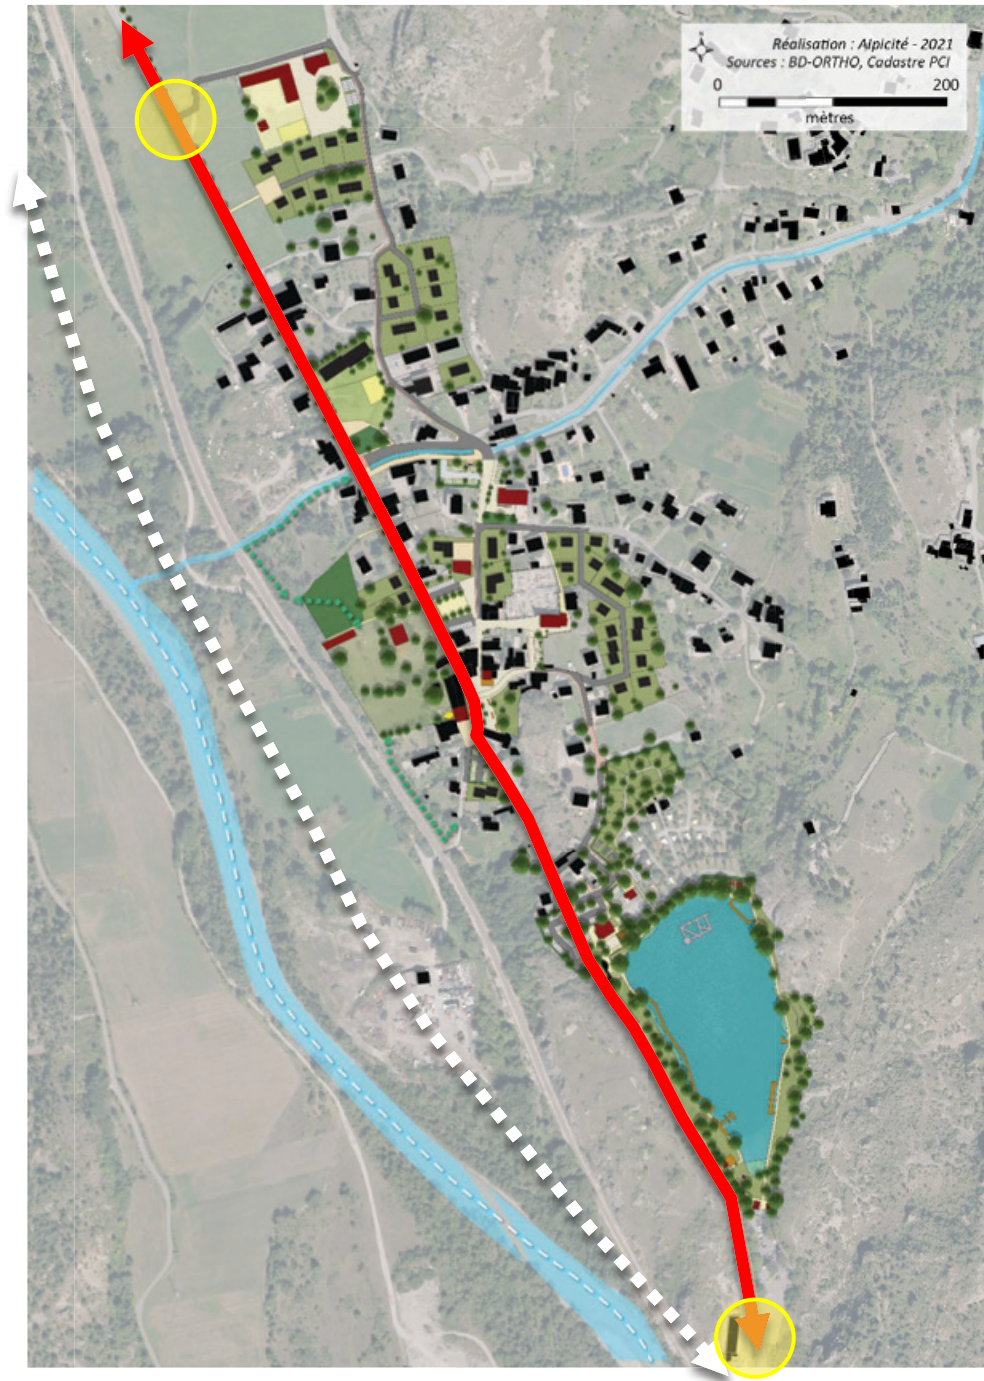 Réalisation : Alpicité - 2021
Sources : BD-ORTHO, Cadastre PCI
0 200
mètres